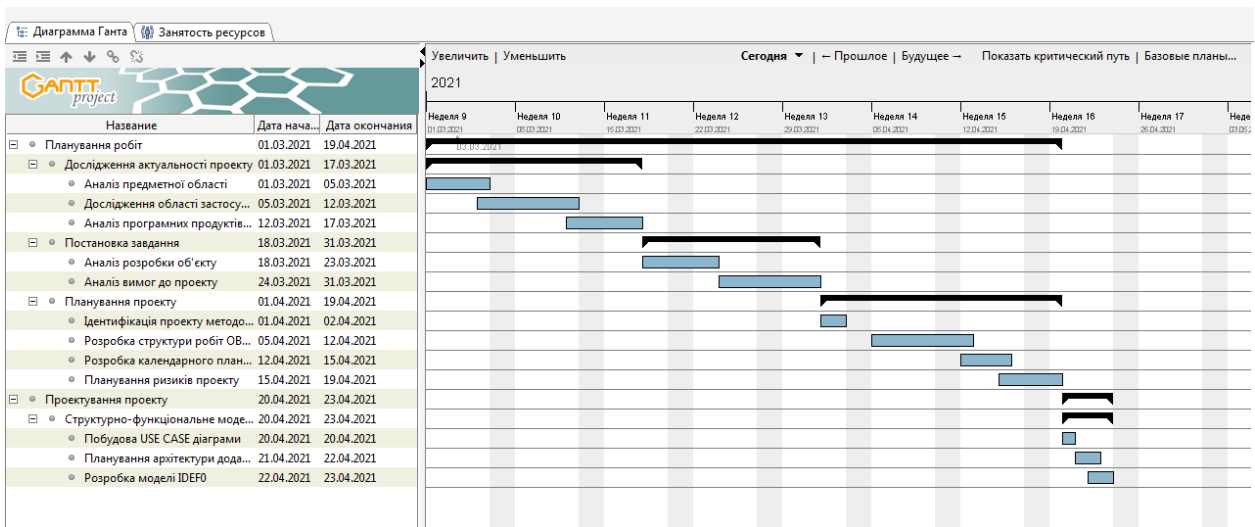 Диаграмма Ганта Занятость ресурсов
Увеличить | Уменьшить Сегодня ▼ | ← Прошлое | Будущее → Показать критический путь | Базовые планы...
GANTT project
2021
Название Дата нача... Дата окончания
Неделя 9 Неделя 10 Неделя 11 Неделя 12 Неделя 13 Неделя 14 Неделя 15 Неделя 16 Неделя 17 Неде
01.03.2021 22.03.2021 29.03.2021 12.04.2021 19.04.2021 26.04.2021
Планування робіт 01.03.2021 19.04.2021
03.03.2021
Дослідження актуальності проекту 01.03.2021 17.03.2021
Аналіз предметної області 01.03.2021 05.03.2021
Дослідження області застосу... 05.03.2021 12.03.2021
Аналіз програмних продуктів... 12.03.2021 17.03.2021
Постановка завдання 18.03.2021 31.03.2021
Аналіз розробки об'єкту 18.03.2021 23.03.2021
Аналіз вимог до проекту 24.03.2021 31.03.2021
Планування проекту 01.04.2021 19.04.2021
Ідентифікація проекту методо... 01.04.2021 02.04.2021
Розробка структури робіт ОВ... 05.04.2021 12.04.2021
Розробка календарного план... 12.04.2021 15.04.2021
Планування ризиків проекту 15.04.2021 19.04.2021
Проектування проекту 20.04.2021 23.04.2021
Структурно-функціональне моде... 20.04.2021 23.04.2021
Побудова USE CASE діаграми 20.04.2021 20.04.2021
Планування архітектури дода... 21.04.2021 22.04.2021
Розробка моделі IDEF0 22.04.2021 23.04.2021